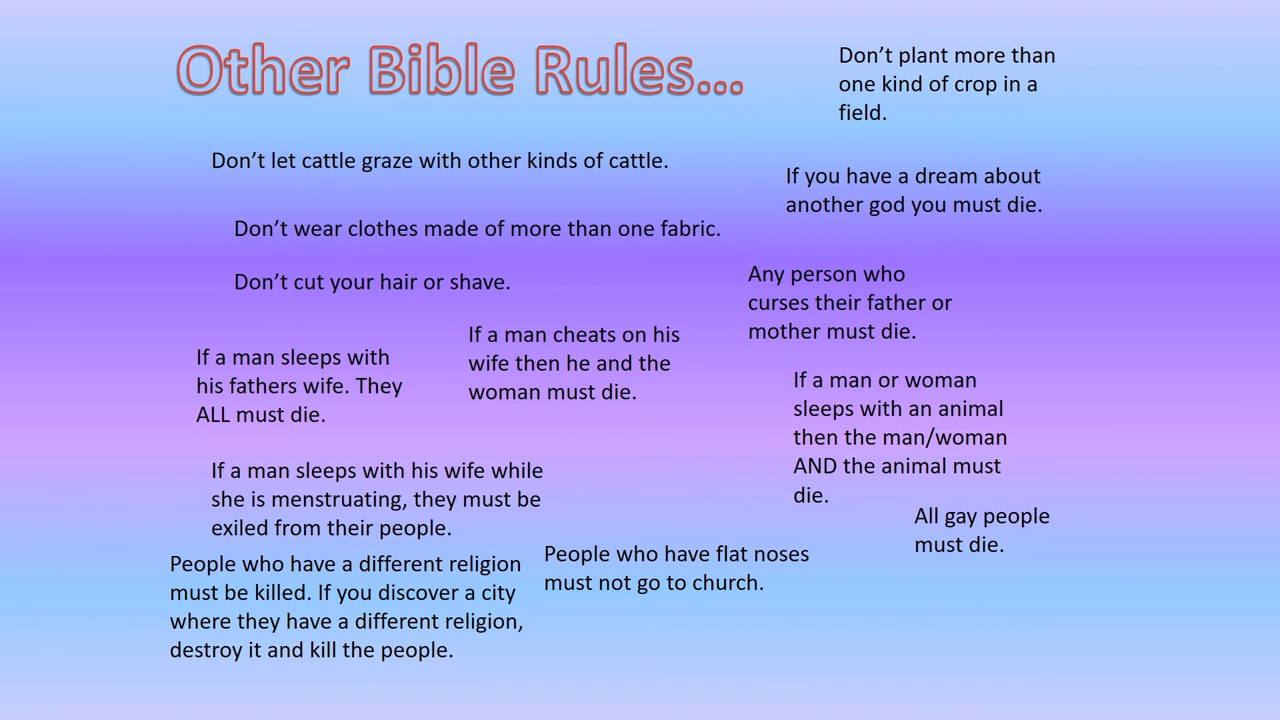 Other Bible Rules...
Don’t plant more than
one kind of crop in a
field.
Don’t let cattle graze with other kinds of cattle.
If you have a dream about
another god you must die.
Don’t wear clothes made of more than one fabric.
Don’t cut your hair or shave.
Any person who
curses their father or
mother must die.
If a man cheats on his
wife then he and the
woman must die.
If a man sleeps with
his fathers wife. They
ALL must die.
If a man or woman
sleeps with an animal
then the man/woman
AND the animal must
die.
If a man sleeps with his wife while
she is menstruating, they must be
exiled from their people.
All gay people
must die.
People who have flat noses
must not go to church.
People who have a different religion
must be killed. If you discover a city
where they have a different religion,
destroy it and kill the people.